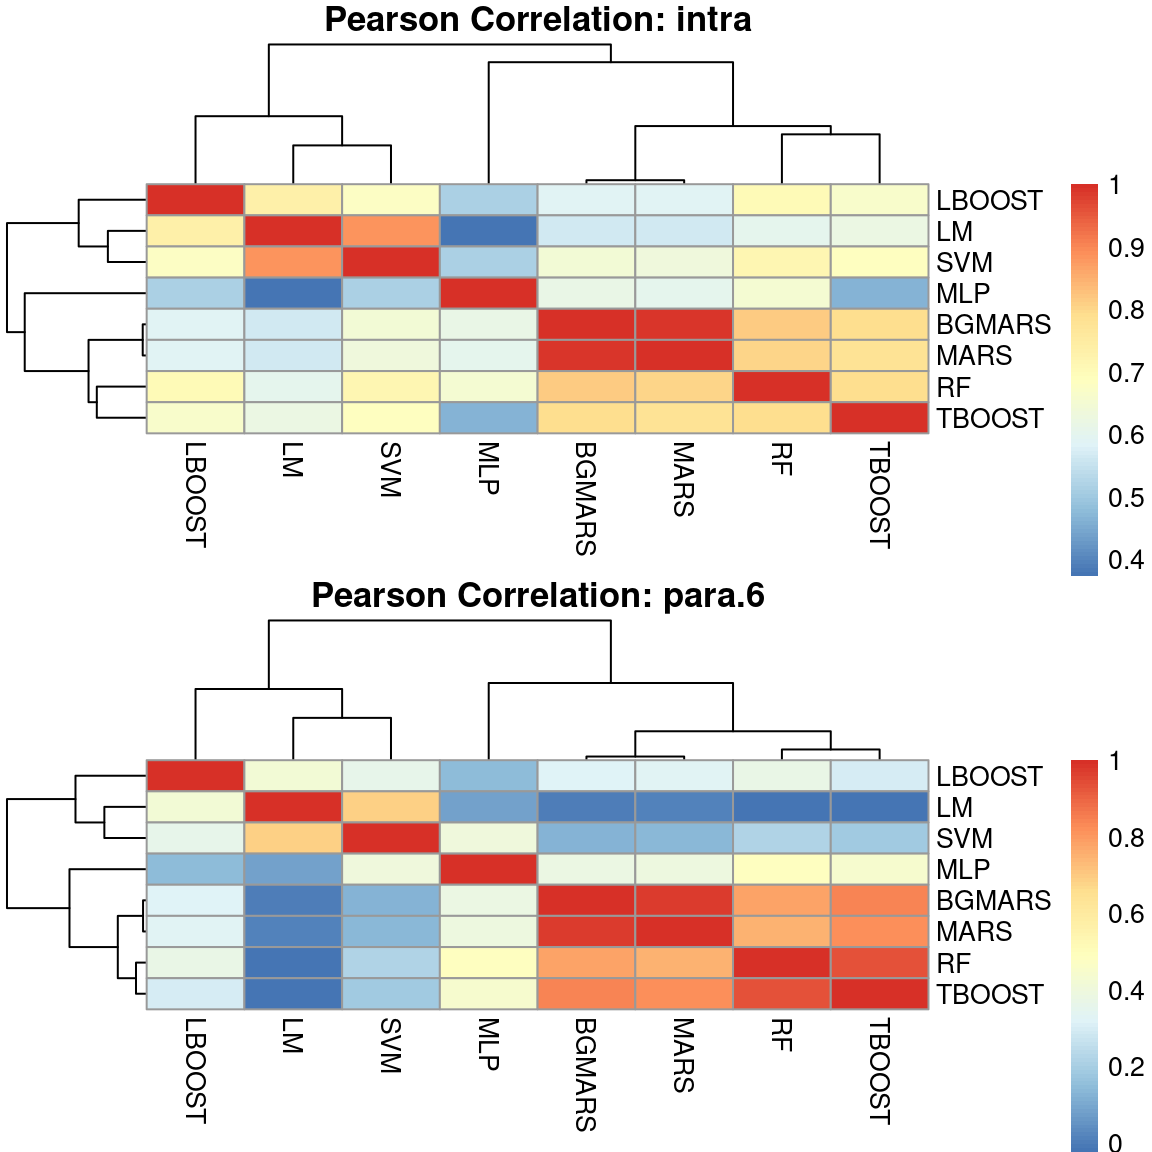 Pearson Correlation: intra
LBOOST
LM
SVM
MLP
BGMARS
MARS
RF
TBOOST
LBOOST LM SVM MLP BGMARS MARS RF TBOOST
1
0.9
0.8
0.7
0.6
0.5
0.4
Pearson Correlation: para.6
LBOOST
LM
SVM
MLP
BGMARS
MARS
RF
TBOOST
LBOOST LM SVM MLP BGMARS MARS RF TBOOST
1
0.8
0.6
0.4
0.2
0